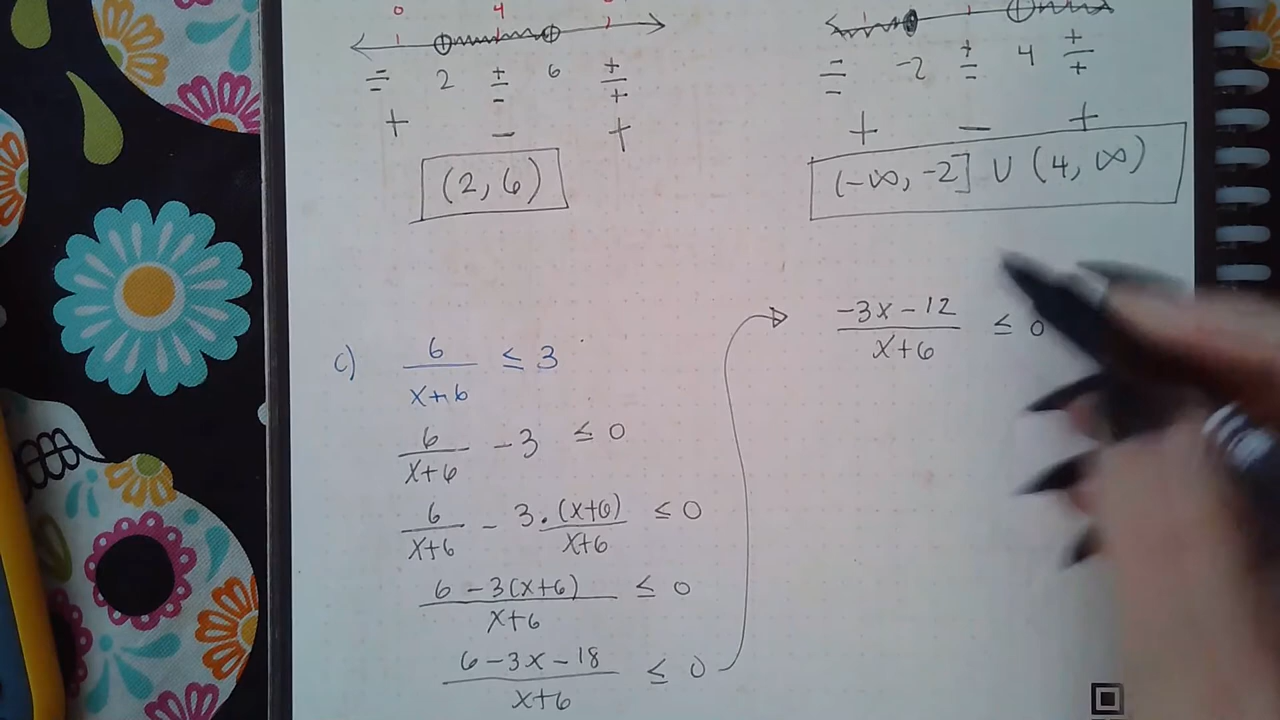 0 4
2 6
= ± ±
- +
+ - +
(2, 6)
-2 4
= ± ±
- +
+ - +
(-∞, -2] ∪ (4, ∞)
c) 6/(x+6) ≤ 3
6/(x+6) - 3 ≤ 0
6/(x+6) - 3 · (x+6)/(x+6) ≤ 0
(6 - 3(x+6))/(x+6) ≤ 0
(6 - 3x - 18)/(x+6) ≤ 0
(-3x - 12)/(x+6) ≤ 0